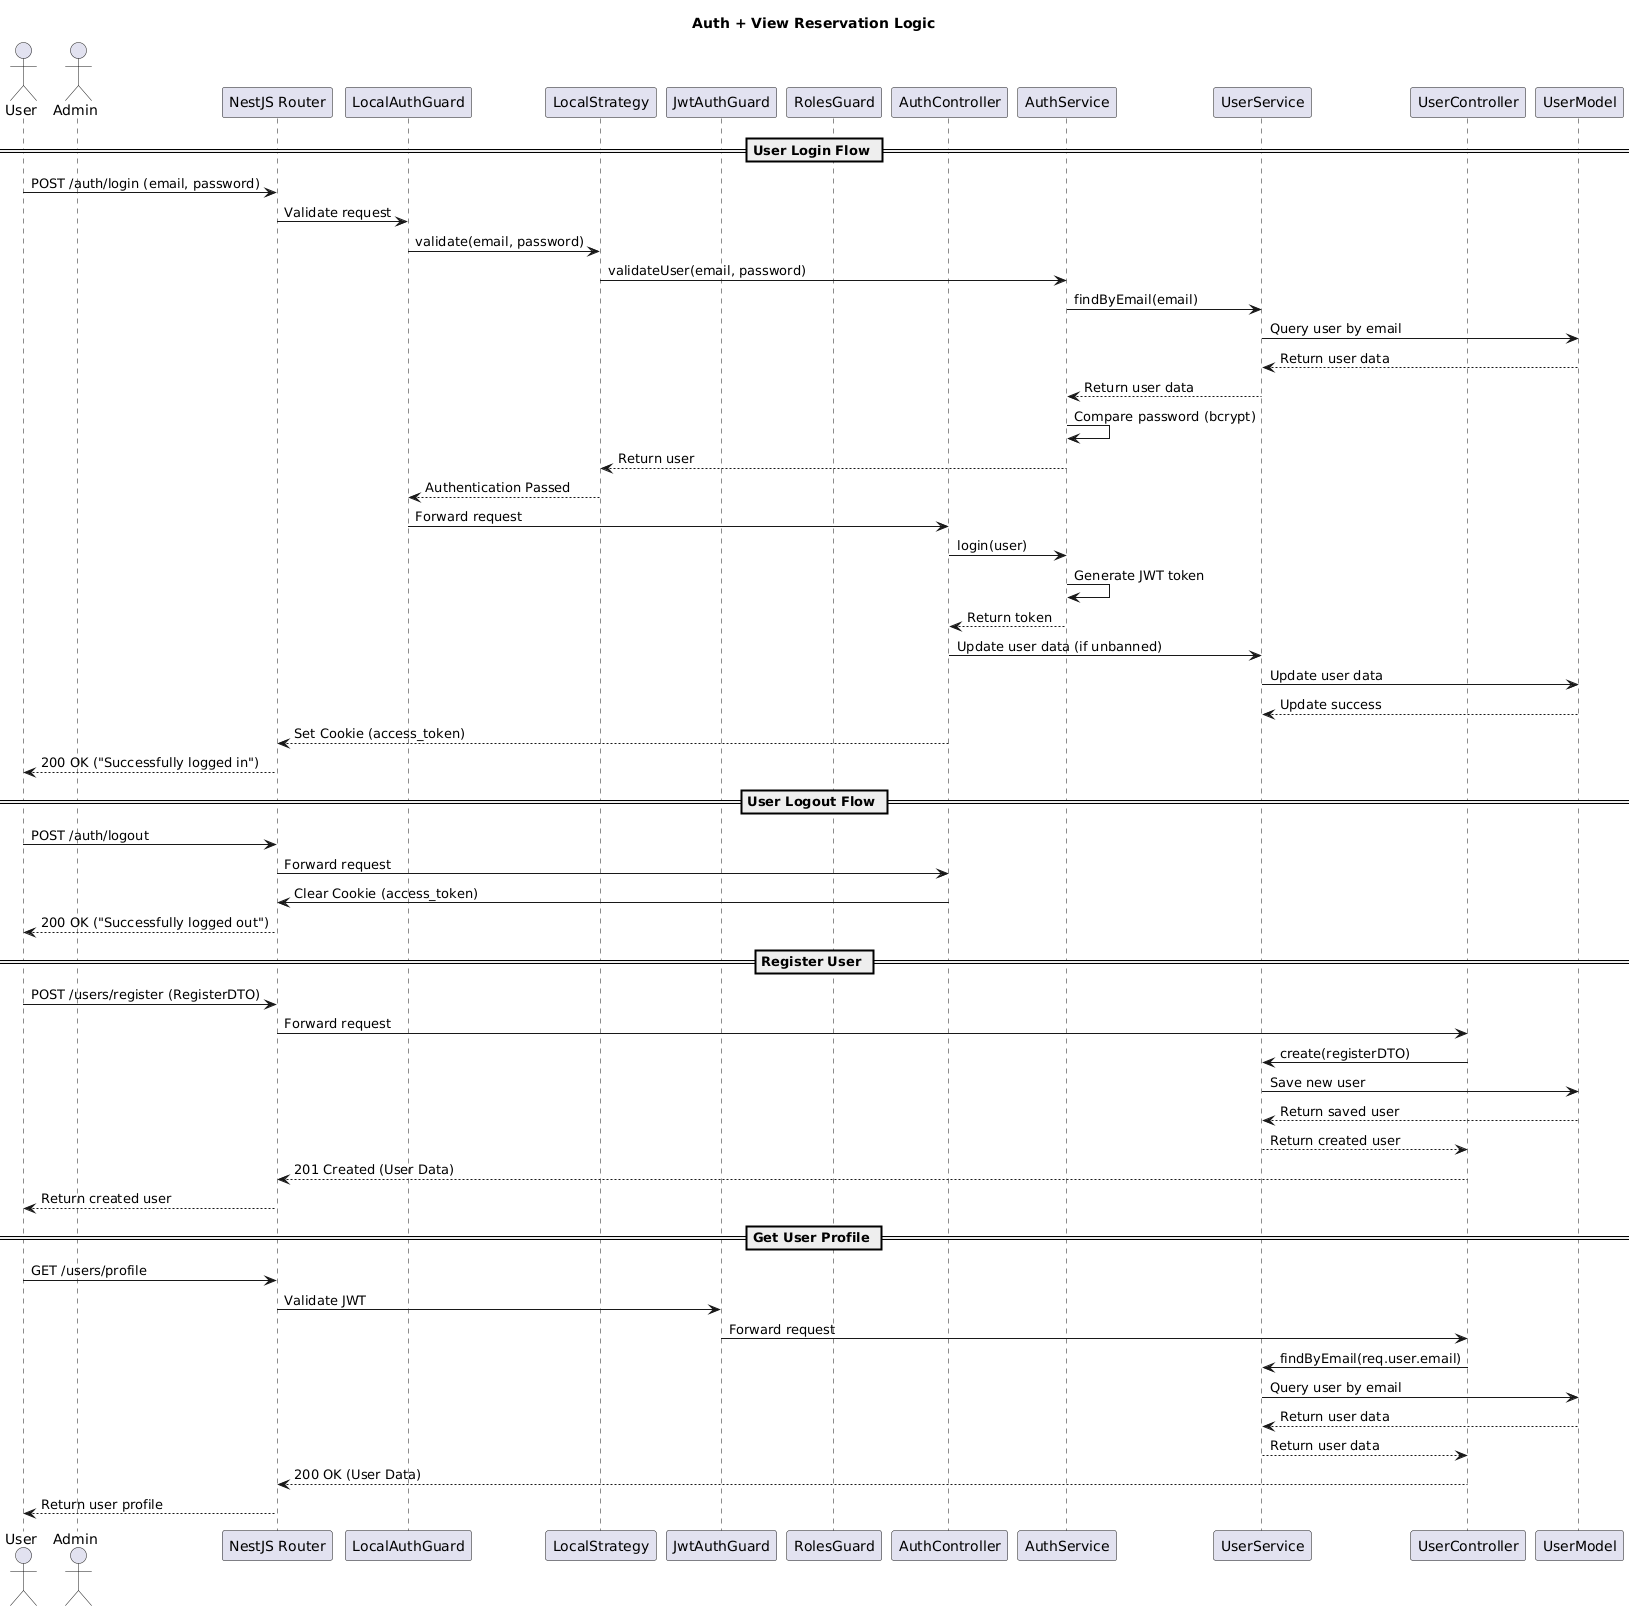 Auth + View Reservation Logic
User
Admin
NestJS Router
LocalAuthGuard
LocalStrategy
JwtAuthGuard
RolesGuard
AuthController
AuthService
UserService
UserController
UserModel
User Login Flow
POST /auth/login (email, password)
Validate request
validate(email, password)
validateUser(email, password)
findByEmail(email)
Query user by email
Return user data
Return user data
Compare password (bcrypt)
Return user
Authentication Passed
Forward request
login(user)
Generate JWT token
Return token
Update user data (if unbanned)
Update user data
Update success
Set Cookie (access_token)
200 OK ("Successfully logged in")
User Logout Flow
POST /auth/logout
Forward request
Clear Cookie (access_token)
200 OK ("Successfully logged out")
Register User
POST /users/register (RegisterDTO)
Forward request
create(registerDTO)
Save new user
Return saved user
Return created user
201 Created (User Data)
Return created user
Get User Profile
GET /users/profile
Validate JWT
Forward request
findByEmail(req.user.email)
Query user by email
Return user data
Return user data
200 OK (User Data)
Return user profile
User
Admin
NestJS Router
LocalAuthGuard
LocalStrategy
JwtAuthGuard
RolesGuard
AuthController
AuthService
UserService
UserController
UserModel